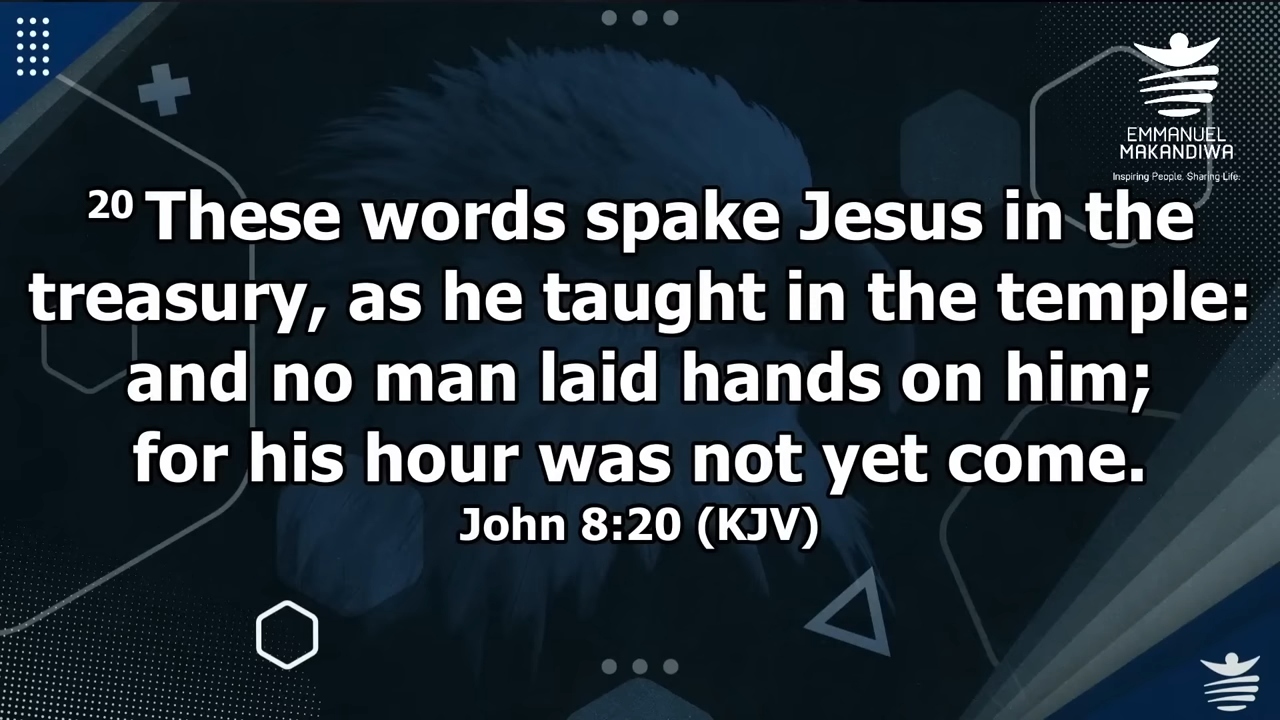 EMMANUEL
MAKANDIWA
Inspiring People. Sharing Life.
20 These words spake Jesus in the
treasury, as he taught in the temple:
and no man laid hands on him;
for his hour was not yet come.
John 8:20 (KJV)